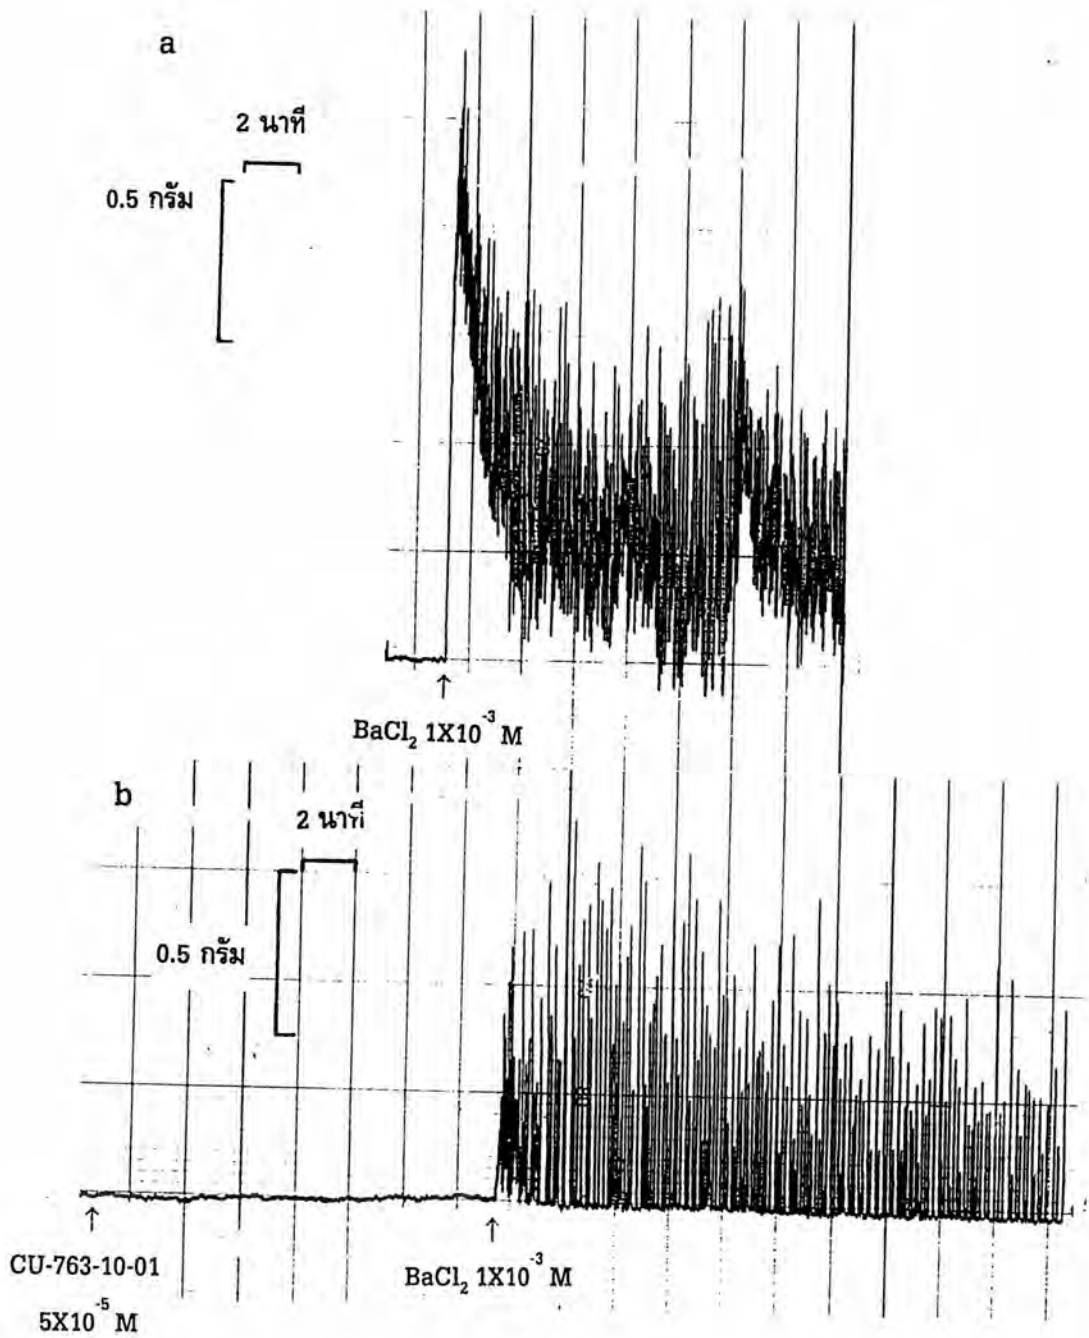 a
2 นาที
0.5 กรัม
↑
BaCl₂ 1X10⁻³ M
b
2 นาที
0.5 กรัม
↑ ↑
CU-763-10-01
5X10⁻⁵ M
BaCl₂ 1X10⁻³ M